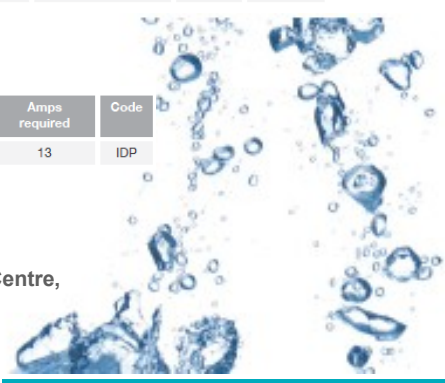 Amps Code
required
13 IDP
Centre,